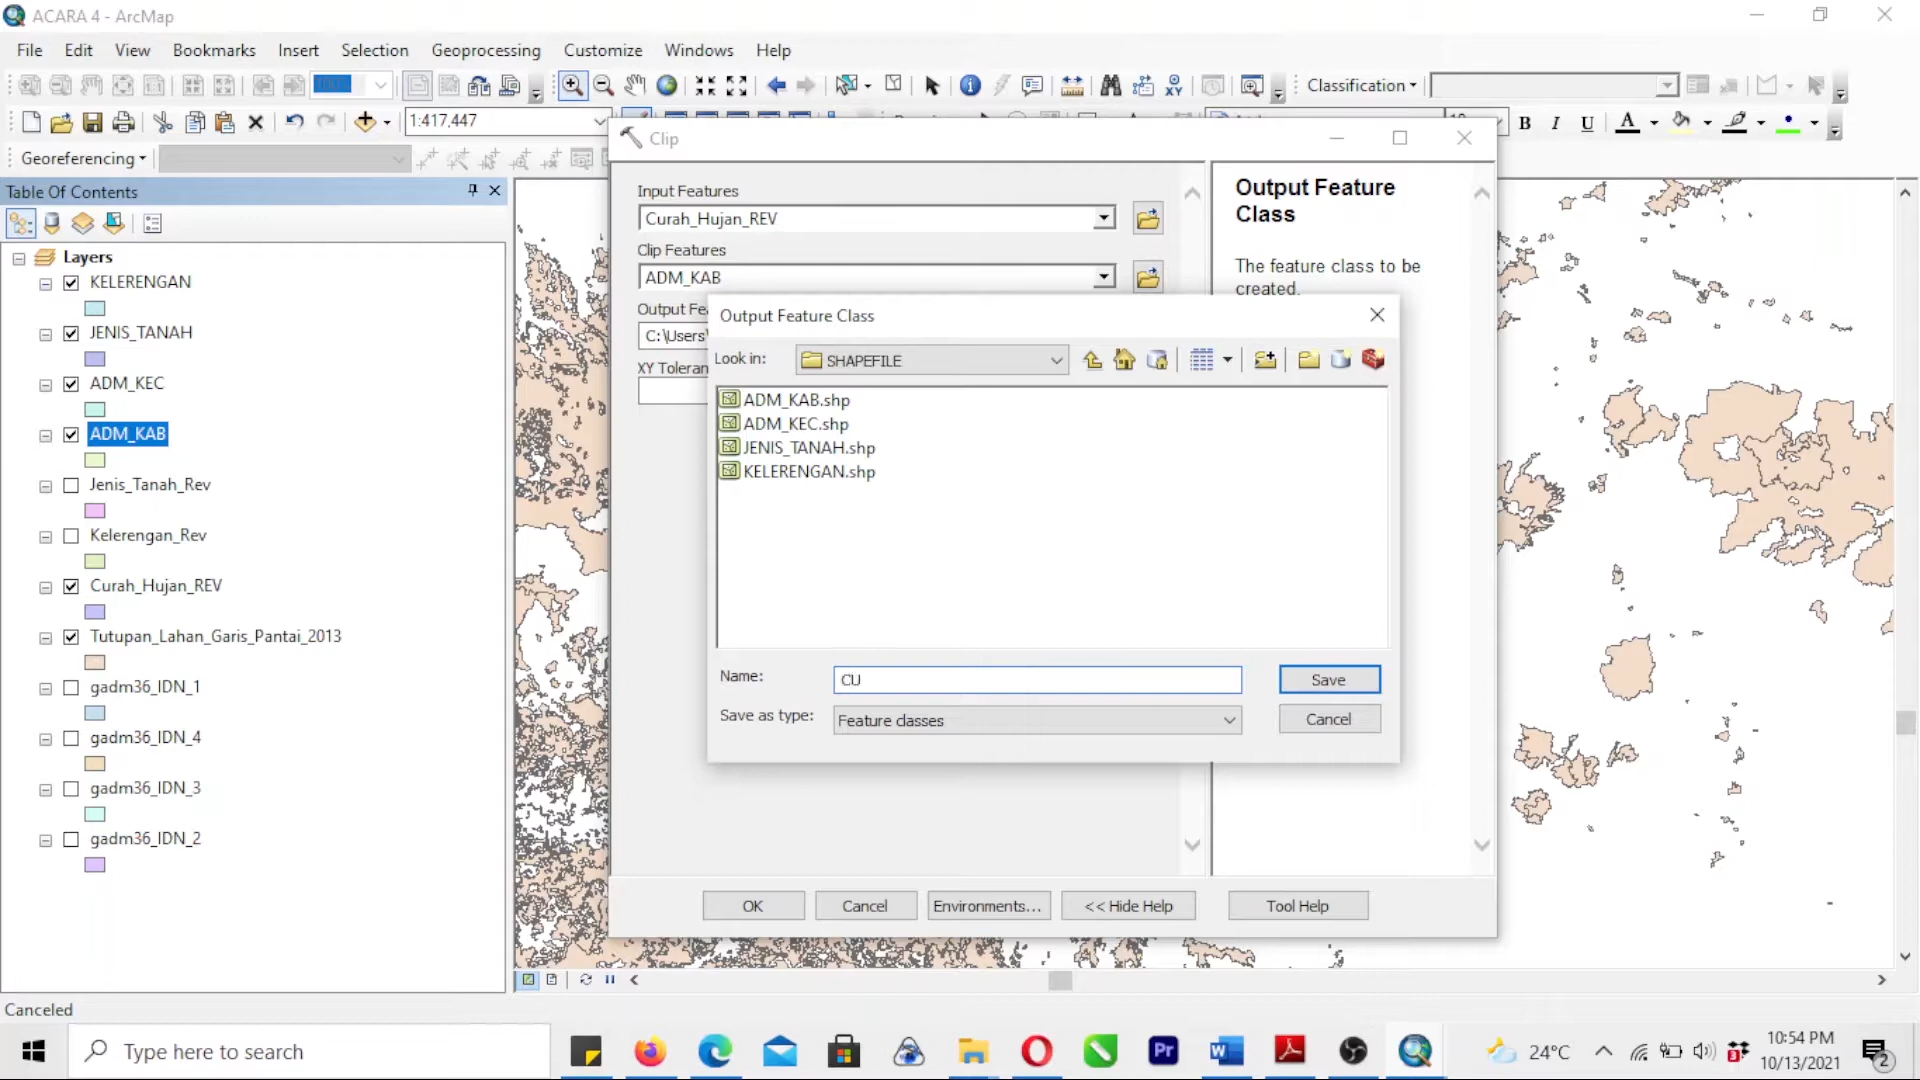 ACARA 4 - ArcMap
File Edit View Bookmarks Insert Selection Geoprocessing Customize Windows Help
Classification
1:417,447
B I U A
Georeferencing
Clip
Table Of Contents
Layers
KELERENGAN
JENIS_TANAH
ADM_KEC
ADM_KAB
Jenis_Tanah_Rev
Kelerengan_Rev
Curah_Hujan_REV
Tutupan_Lahan_Garis_Pantai_2013
gadm36_IDN_1
gadm36_IDN_4
gadm36_IDN_3
gadm36_IDN_2
Input Features
Curah_Hujan_REV
Clip Features
ADM_KAB
Output Fea
C:\Users\
XY Toleran
Output Feature
Class
The feature class to be
created.
Output Feature Class
Look in: SHAPEFILE
ADM_KAB.shp
ADM_KEC.shp
JENIS_TANAH.shp
KELERENGAN.shp
Name: CU Save
Save as type: Feature classes Cancel
OK Cancel Environments... << Hide Help Tool Help
Canceled
Type here to search
24°C
10:54 PM
10/13/2021
2